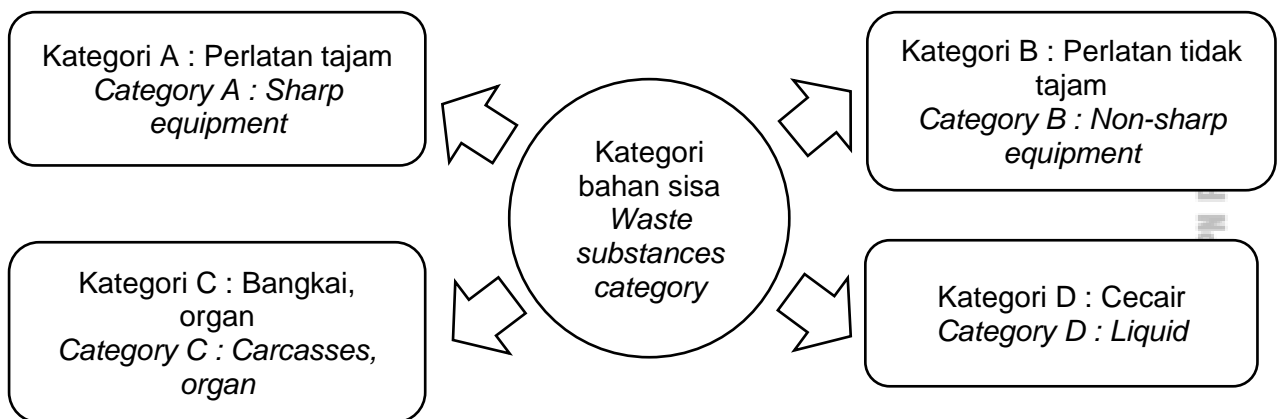 Kategori A : Perlatan tajam
Category A : Sharp
equipment
Kategori B : Perlatan tidak
tajam
Category B : Non-sharp
equipment
Kategori
bahan sisa
Waste
substances
category
Kategori C : Bangkai,
organ
Category C : Carcasses,
organ
Kategori D : Cecair
Category D : Liquid